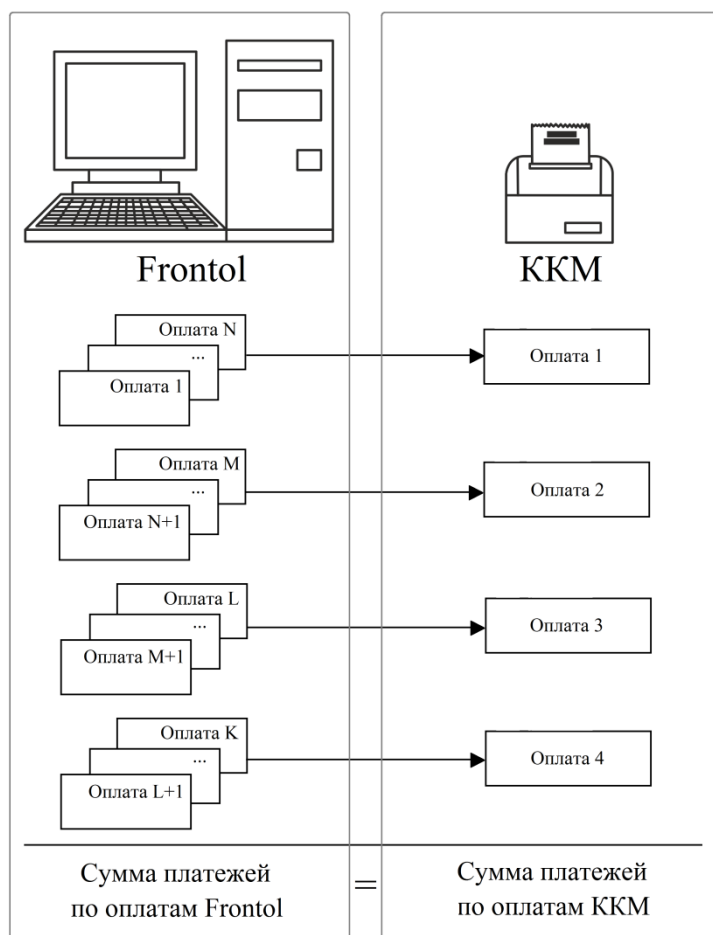 Frontol
ККМ
Оплата N
...
Оплата 1
Оплата 1
Оплата M
...
Оплата N+1
Оплата 2
Оплата L
...
Оплата M+1
Оплата 3
Оплата K
...
Оплата L+1
Оплата 4
Сумма платежей
по оплатам Frontol
=
Сумма платежей
по оплатам ККМ